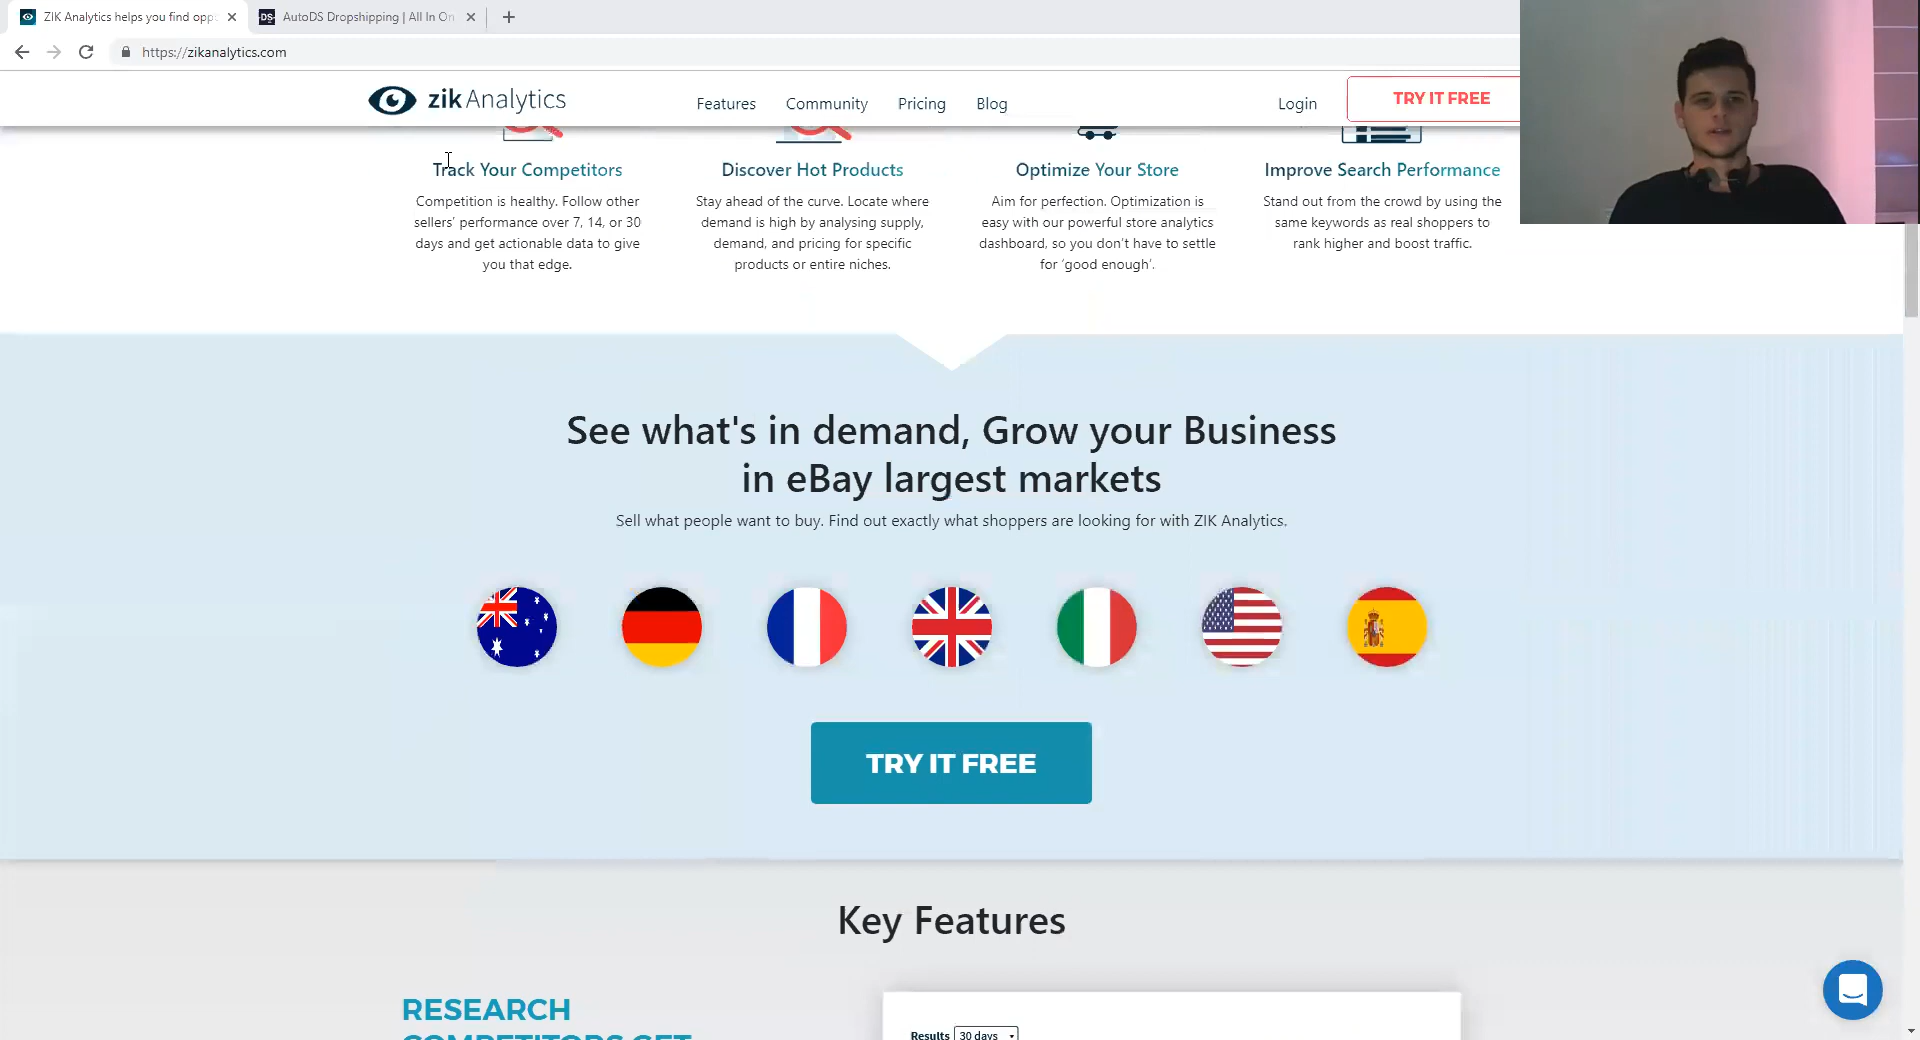 ZIK Analytics helps you find opp
AutoDS Dropshipping | All In On
https://zikanalytics.com
zikAnalytics
Features
Community
Pricing
Blog
Login
TRY IT FREE
Track Your Competitors
Competition is healthy. Follow other
sellers' performance over 7, 14, or 30
days and get actionable data to give
you that edge.
Discover Hot Products
Stay ahead of the curve. Locate where
demand is high by analysing supply,
demand, and pricing for specific
products or entire niches.
Optimize Your Store
Aim for perfection. Optimization is
easy with our powerful store analytics
dashboard, so you don't have to settle
for 'good enough'.
Improve Search Performance
Stand out from the crowd by using the
same keywords as real shoppers to
rank higher and boost traffic.
See what's in demand, Grow your Business
in eBay largest markets
Sell what people want to buy. Find out exactly what shoppers are looking for with ZIK Analytics.
TRY IT FREE
Key Features
RESEARCH
COMPETITORS GET
Results 30 days